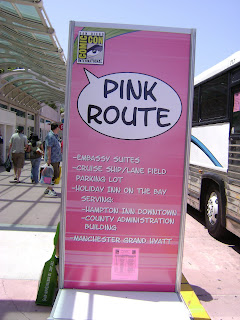 SAN DIEGO
COMIC
CON
INTERNATIONAL
PINK
ROUTE
-EMBASSY SUITES
-CRUISE SHIP/LANE FIELD
PARKING LOT
-HOLIDAY INN ON THE BAY
SERVING:
-HAMPTON INN DOWNTOWN
-COUNTY ADMINISTRATION
BUILDING
-MANCHESTER GRAND HYATT